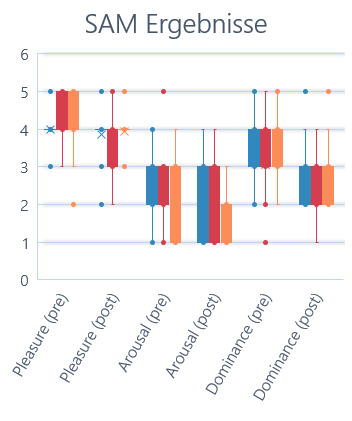 SAM Ergebnisse
6
5
4
3
2
1
0
Pleasure (pre)
Pleasure (post)
Arousal (pre)
Arousal (post)
Dominance (pre)
Dominance (post)